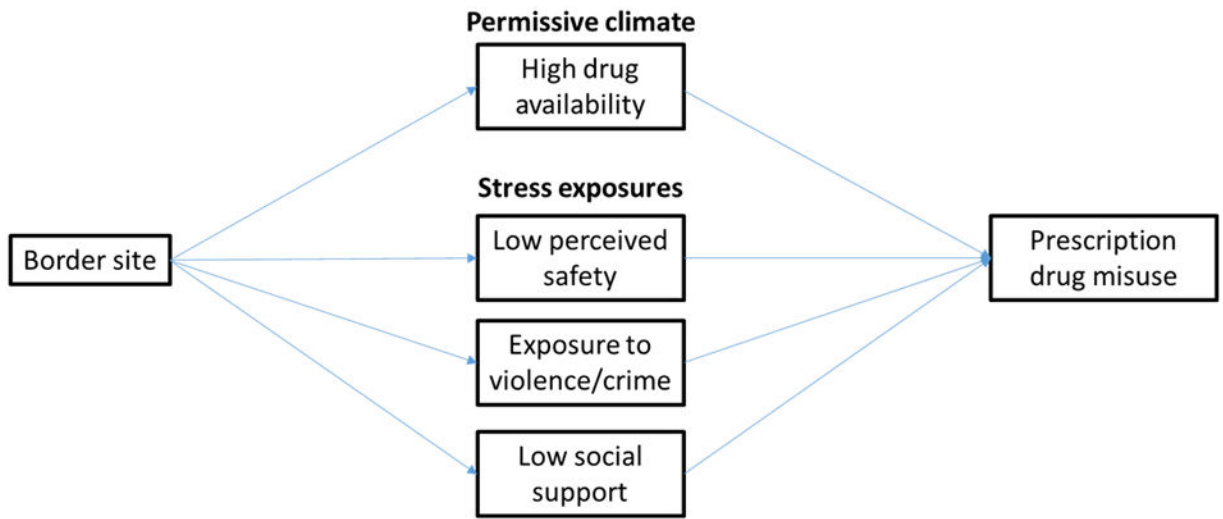 Permissive climate
High drug
availability
Stress exposures
Border site
Low perceived
safety
Prescription
drug misuse
Exposure to
violence/crime
Low social
support